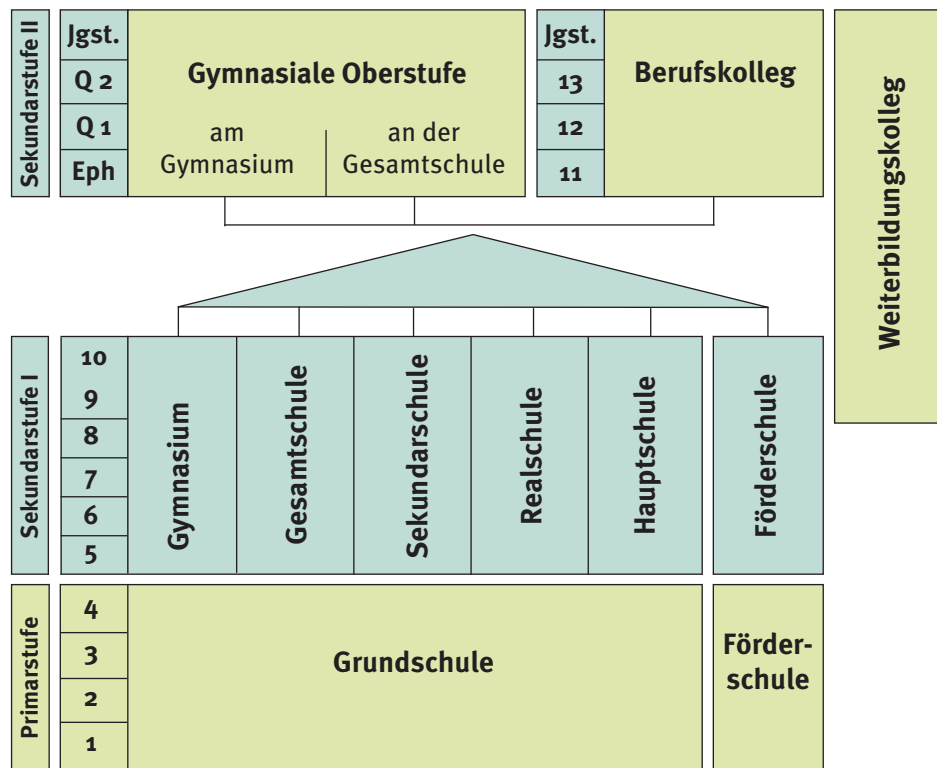 Sekundarstufe II
Jgst.
Q 2
Q 1
Eph
Gymnasiale Oberstufe
am
Gymnasium
an der
Gesamtschule
Jgst.
13
12
11
Berufskolleg
Weiterbildungskolleg
Sekundarstufe I
10
9
8
7
6
5
Gymnasium
Gesamtschule
Sekundarschule
Realschule
Hauptschule
Förderschule
Primarstufe
4
3
2
1
Grundschule
Förder-
schule